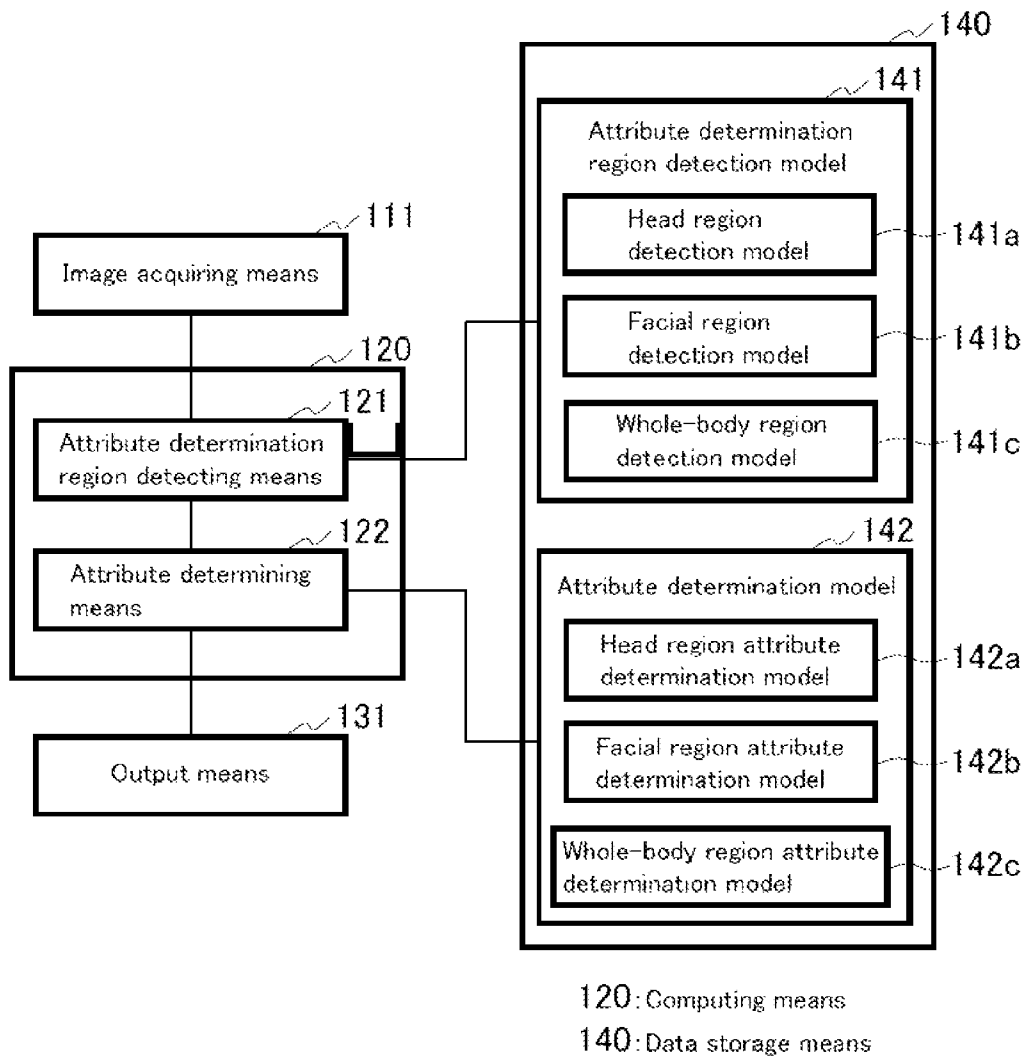 140
141
Attribute determination
region detection model
Head region
detection model
141a
Facial region
detection model
141b
Whole-body region
detection model
141c
111
Image acquiring means
120
121
Attribute determination
region detecting means
122
Attribute determining
means
131
Output means
142
Attribute determination model
Head region attribute
determination model
142a
Facial region attribute
determination model
142b
Whole-body region attribute
determination model
142c
120: Computing means
140: Data storage means